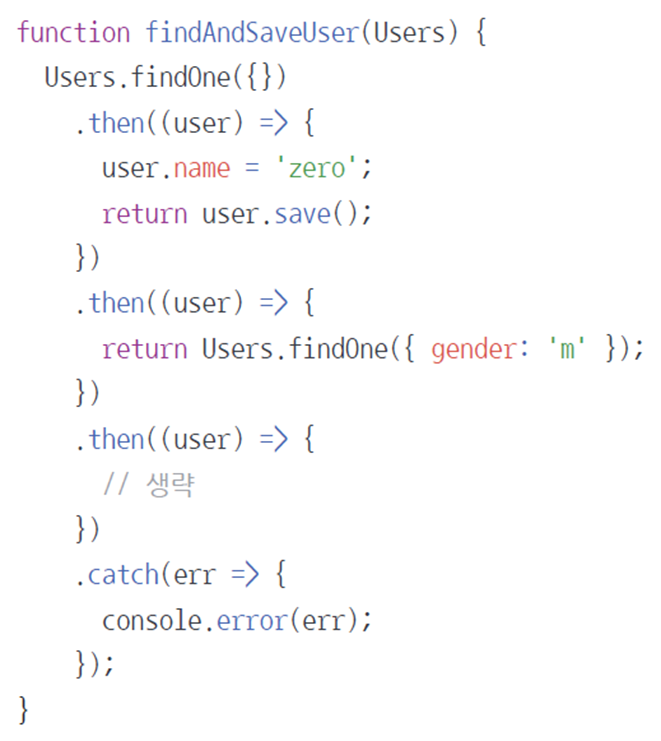 function findAndSaveUser(Users) {
  Users.findOne({})
    .then((user) => {
      user.name = 'zero';
      return user.save();
    })
    .then((user) => {
      return Users.findOne({ gender: 'm' });
    })
    .then((user) => {
      // 생략
    })
    .catch(err => {
      console.error(err);
    });
}